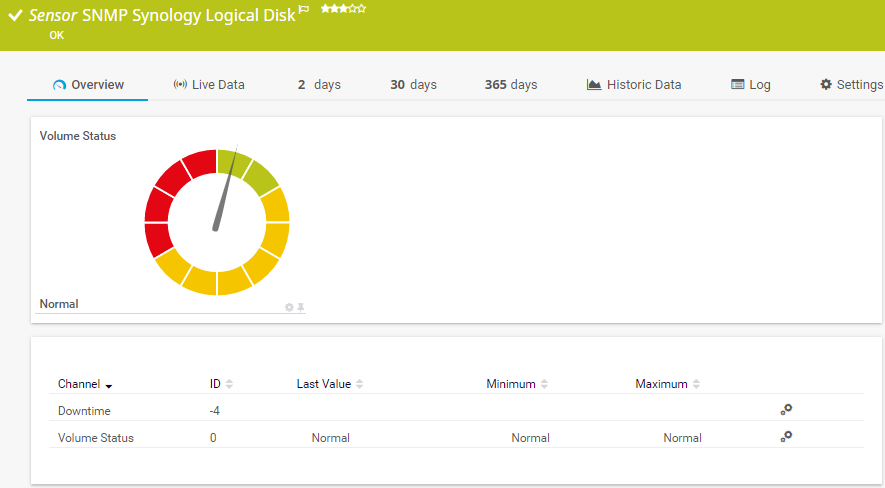 Sensor SNMP Synology Logical Disk
OK
Overview Live Data 2 days 30 days 365 days Historic Data Log Settings
Volume Status
Normal
Channel ID Last Value Minimum Maximum
Downtime -4
Volume Status 0 Normal Normal Normal